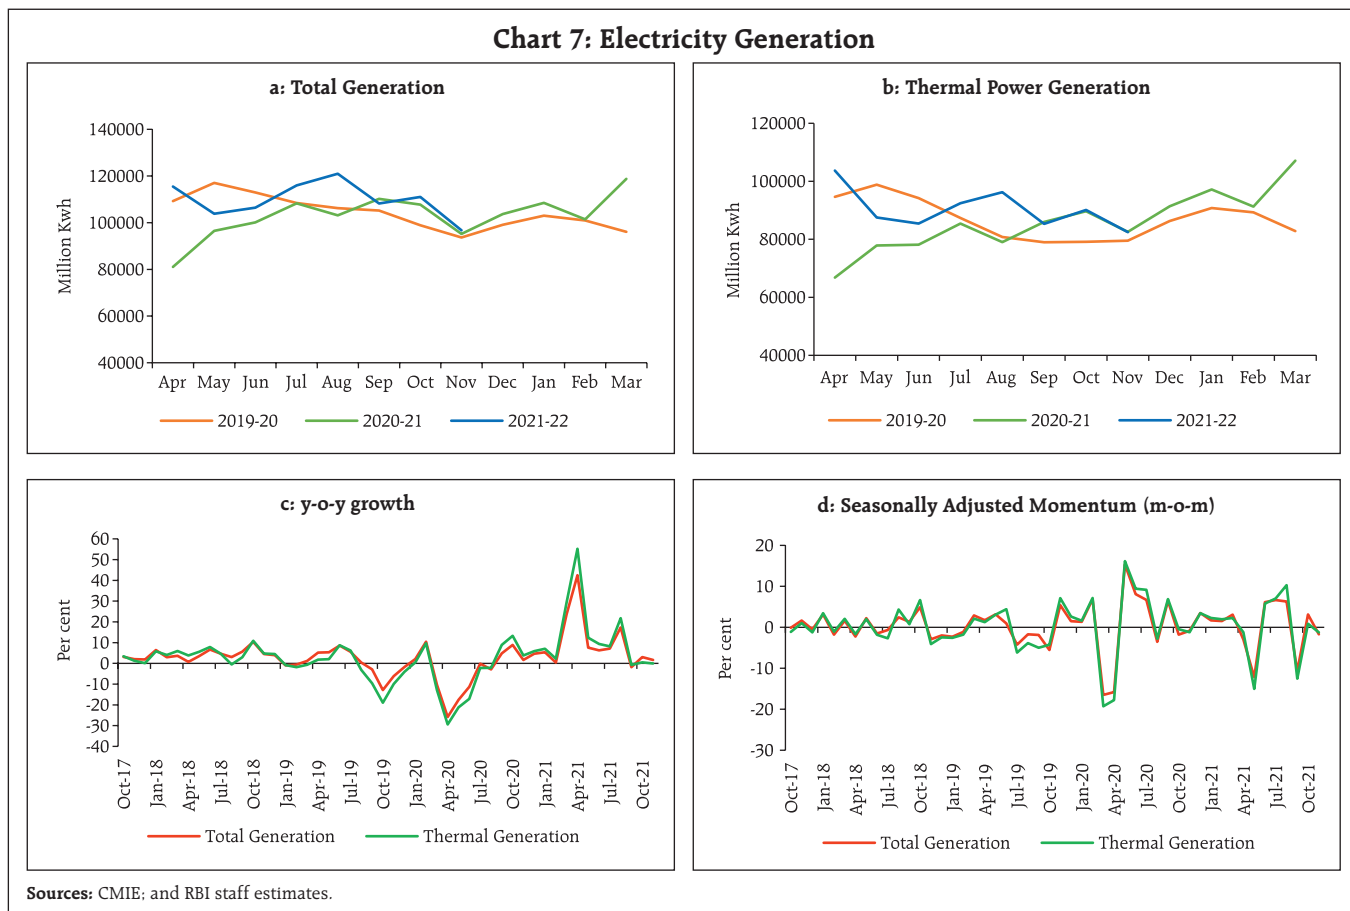 Chart 7: Electricity Generation
a: Total Generation
Million Kwh
140000
120000
100000
80000
60000
40000
Apr May Jun Jul Aug Sep Oct Nov Dec Jan Feb Mar
2019-20 2020-21 2021-22
b: Thermal Power Generation
Million Kwh
120000
100000
80000
60000
40000
Apr May Jun Jul Aug Sep Oct Nov Dec Jan Feb Mar
2019-20 2020-21 2021-22
c: y-o-y growth
Per cent
60
50
40
30
20
10
0
-10
-20
-30
-40
Oct-17 Jan-18 Apr-18 Jul-18 Oct-18 Jan-19 Apr-19 Jul-19 Oct-19 Jan-20 Apr-20 Jul-20 Oct-20 Jan-21 Apr-21 Jul-21 Oct-21
Total Generation Thermal Generation
d: Seasonally Adjusted Momentum (m-o-m)
Per cent
20
10
0
-10
-20
-30
Oct-17 Jan-18 Apr-18 Jul-18 Oct-18 Jan-19 Apr-19 Jul-19 Oct-19 Jan-20 Apr-20 Jul-20 Oct-20 Jan-21 Apr-21 Jul-21 Oct-21
Total Generation Thermal Generation
Sources: CMIE; and RBI staff estimates.